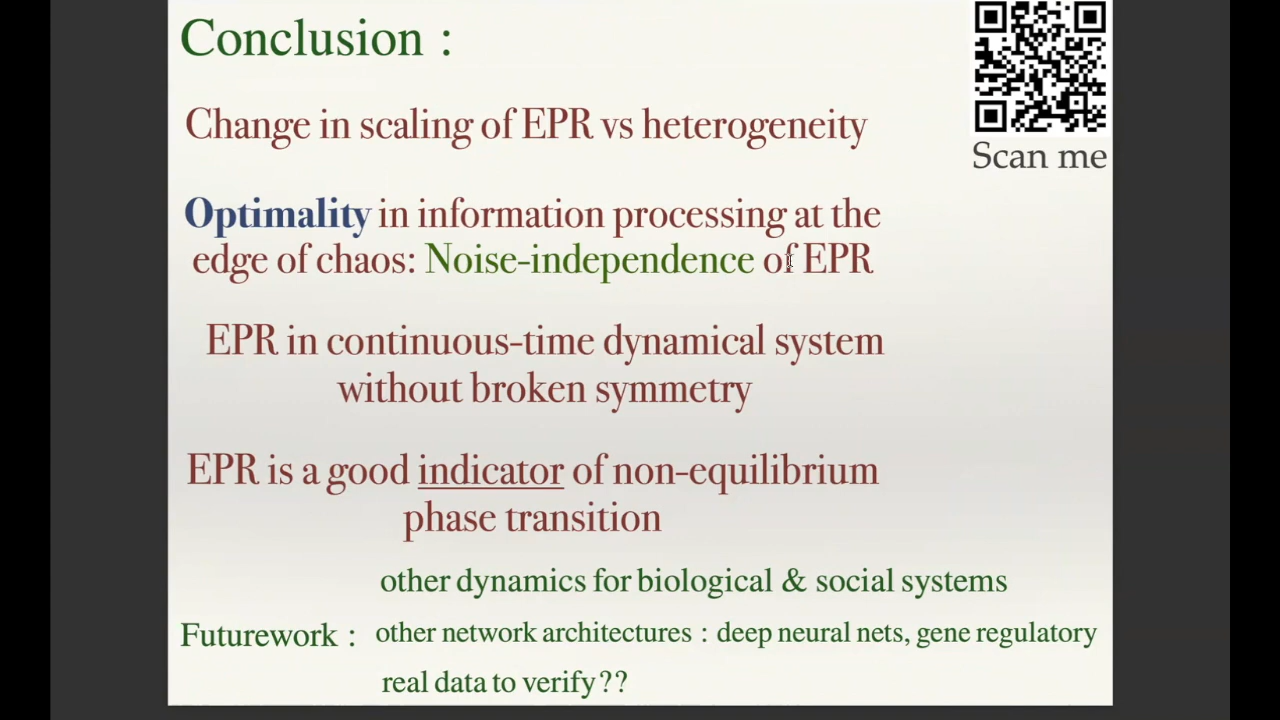 Conclusion :
Scan me
Change in scaling of EPR vs heterogeneity
Optimality in information processing at the
edge of chaos: Noise-independence of EPR
EPR in continuous-time dynamical system
without broken symmetry
EPR is a good indicator of non-equilibrium
phase transition
other dynamics for biological & social systems
Futurework : other network architectures : deep neural nets, gene regulatory
real data to verify??